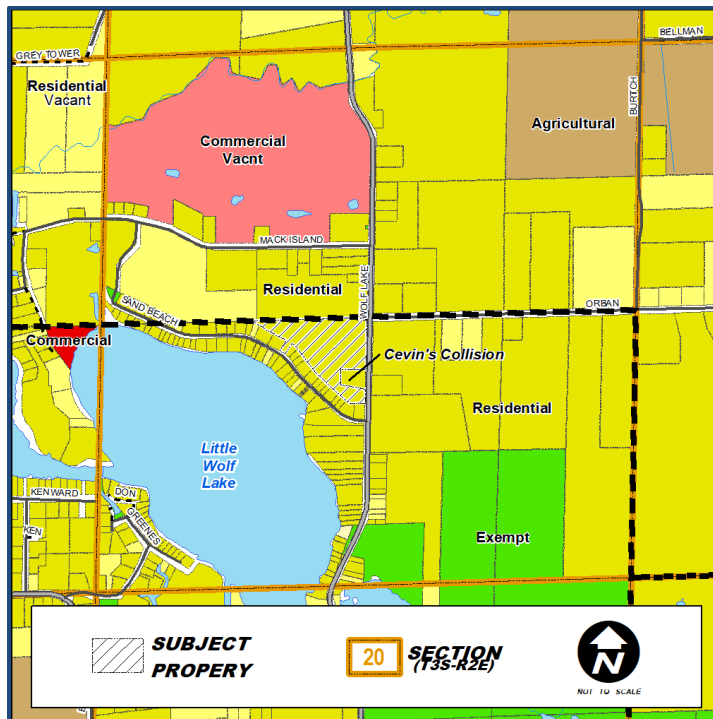 BELLMAN
GREY TOWER
Residential
Vacant
BURTCH
Commercial
Vacnt
Agricultural
MACK ISLAND
WOLF LAKE
Residential
SAND BEACH
ORBAN
Commercial
Cevin's Collision
Residential
Little
Wolf
Lake
KENWARD
DON
GREENES
KEN
Exempt
SUBJECT
PROPERY
20
SECTION
(T3S-R2E)
N
NOT TO SCALE